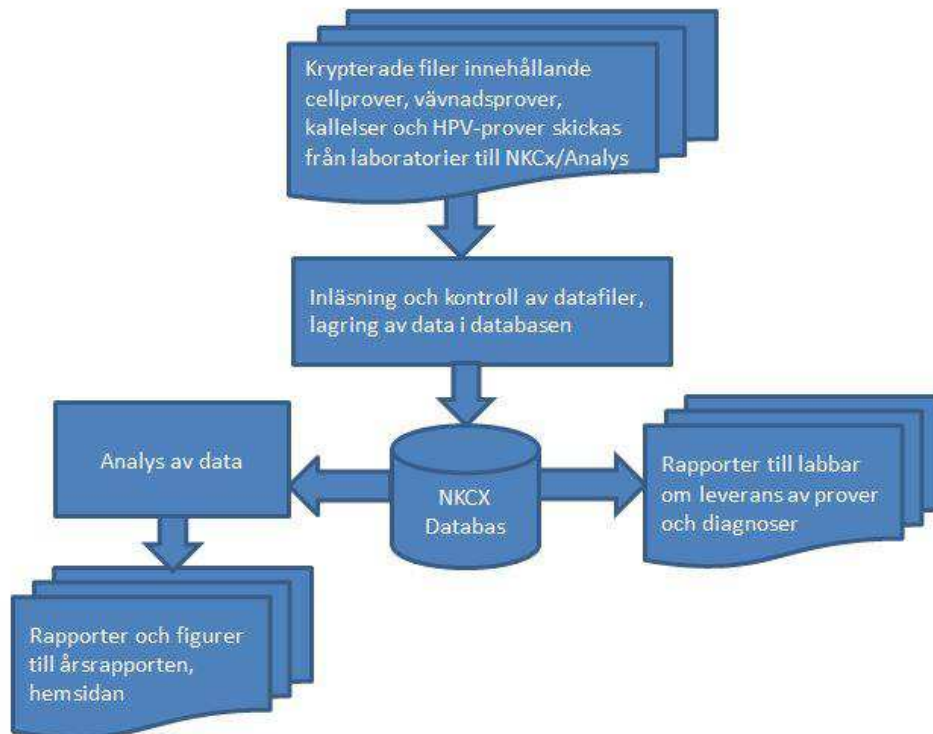 Krypterade filer innehållande
cellprover, vävnadsprover,
kallelser och HPV-prover skickas
från laboratorier till NKCx/Analys
Inläsning och kontroll av datafiler,
lagring av data i databasen
Analys av data
NKCX
Databas
Rapporter till labbar
om leverans av prover
och diagnoser
Rapporter och figurer
till årsrapporten,
hemsidan